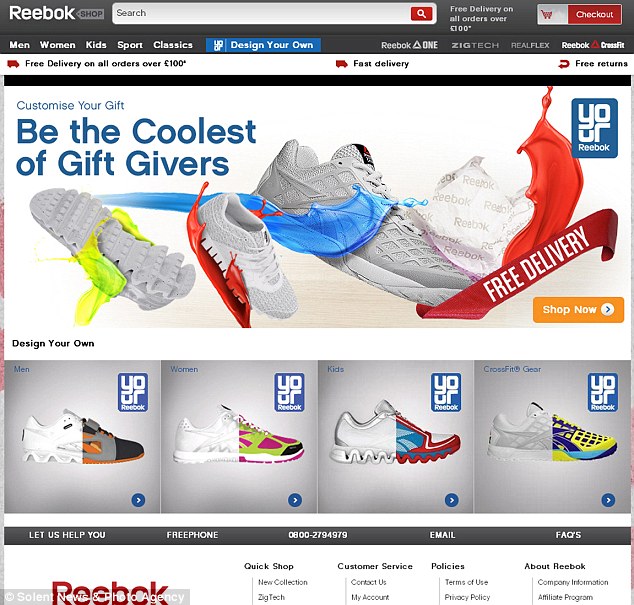 Reebok SHOP
Search
Free Delivery on
all orders over
£100*
Checkout
Men Women Kids Sport Classics Design Your Own
Reebok ONE ZIGTECH REALFLEX Reebok CrossFit
Free Delivery on all orders over £100*
Fast delivery
Free returns
Customise Your Gift
Be the Coolest
of Gift Givers
YOUR
Reebok
FREE DELIVERY
Shop Now
Design Your Own
Men
YOUR
Reebok
Women
YOUR
Reebok
Kids
YOUR
Reebok
CrossFit® Gear
YOUR
Reebok
LET US HELP YOU FREEPHONE 0800-2794979 EMAIL FAQ'S
Reebok
Quick Shop
New Collection
ZigTech
Customer Service
Contact Us
My Account
Policies
Terms of Use
Privacy Policy
About Reebok
Company Information
Affiliate Program
© Solent News & Photo Agency